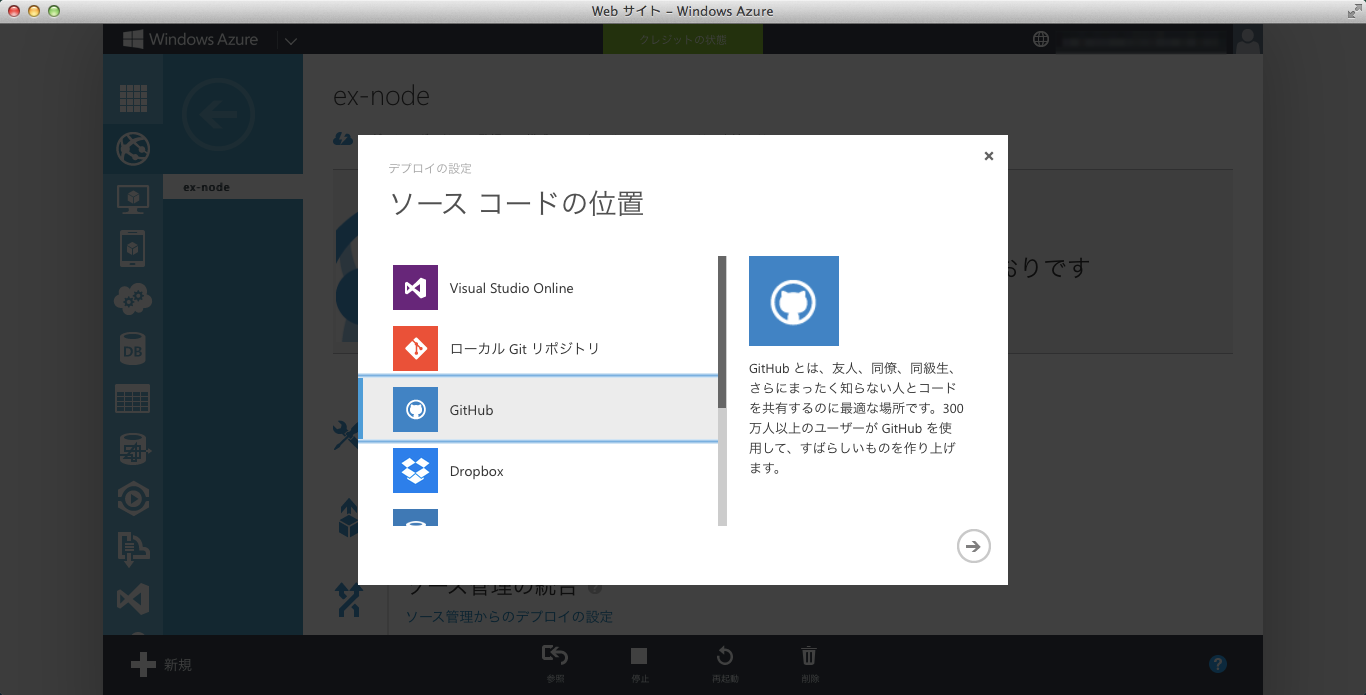 Web サイト – Windows Azure
Windows Azure
クレジットの状態
ex-node
ex-node
おりです
デプロイの設定
ソース コードの位置
Visual Studio Online
ローカル Git リポジトリ
GitHub
Dropbox
GitHub とは、友人、同僚、同級生、
さらにまったく知らない人とコード
を共有するのに最適な場所です。300
万人以上のユーザーが GitHub を使
用して、すばらしいものを作り上げ
ます。
DB
ソース管理の統合
ソース管理からのデプロイの設定
新規
参照
停止
再起動
削除
?